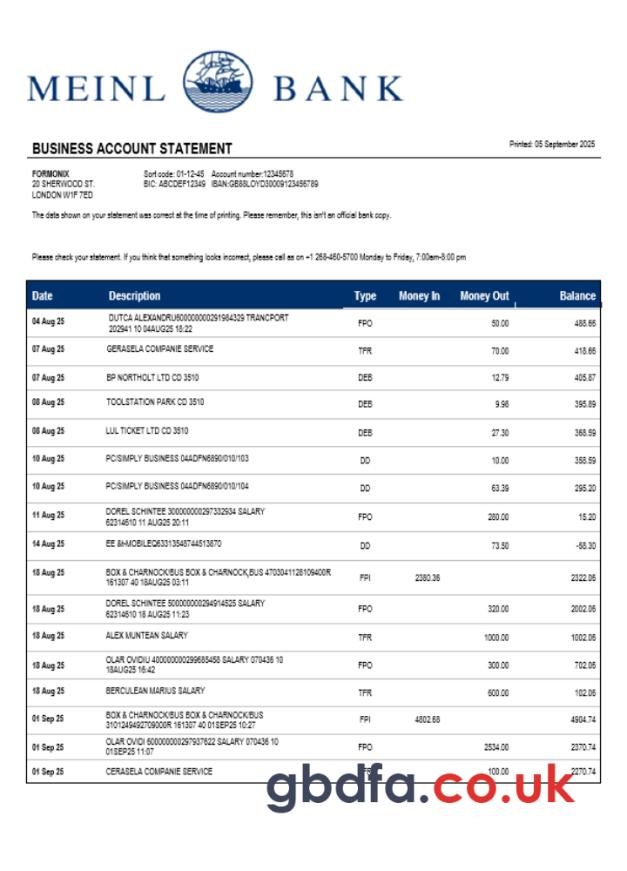 MEINL BANK
BUSINESS ACCOUNT STATEMENT
Printed: 05 September 2025
FORMONIX Sort code: 01-12-45 Account number:12345678
20 SHERWOOD ST. BIC: ABCDEF12349 IBAN:GB88LOYD30009123456789
LONDON W1F 7ED
The data shown on your statement was correct at the time of printing. Please remember, this isn't an official bank copy.
Please check your statement. If you think that something looks incorrect, please call as on +1 268-460-5700 Monday to Friday, 7:00am-8:00 pm
Date Description Type Money In Money Out Balance
04 Aug 25 DUTCA ALEXANDRU600000000291984329 TRANCPORT FPO 50.00 488.66
202941 10 04AUG25 18:22
07 Aug 25 GERASELA COMPANIE SERVICE TFR 70.00 418.66
07 Aug 25 BP NORTHOLT LTD CD 3510 DEB 12.79 405.87
08 Aug 25 TOOLSTATION PARK CD 3510 DEB 9.98 395.89
08 Aug 25 LUL TICKET LTD CD 3510 DEB 27.30 368.59
10 Aug 25 PC/SIMPLY BUSINESS 04ADFN6890/010/103 DD 10.00 358.59
10 Aug 25 PC/SIMPLY BUSINESS 04ADFN6890/010/104 DD 63.39 295.20
11 Aug 25 DOREL SCHINTEE 300000000297332934 SALARY FPO 280.00 15.20
62314610 11 AUG25 20:11
14 Aug 25 EE DD 73.50 -58.30
18 Aug 25 BOX & CHARNOCK/BUS BOX & CHARNOCK,BUS 4703041128109400R FPI 2380.36 2322.06
161307 40 18AUG25 03:11
18 Aug 25 DOREL SCHINTEE 500000000294914525 SALARY FPO 320.00 2002.06
62314610 18 AUG25 11:23
18 Aug 25 ALEX MUNTEAN SALARY TFR 1000.00 1002.06
18 Aug 25 OLAR OVIDIU 400000000299685458 SALARY 070436 10 FPO 300.00 702.06
18AUG25 16:42
18 Aug 25 BERCULEAN MARIUS SALARY TFR 600.00 102.06
01 Sep 25 BOX & CHARNOCK/BUS BOX & CHARNOCK/BUS FPI 4802.68 4904.74
3101249492709000R 161307 40 01SEP25 10:27
01 Sep 25 OLAR OVIDI 600000000297937622 SALARY 070436 10 FPO 2534.00 2370.74
01SEP25 11:07
01 Sep 25 CERASELA COMPANIE SERVICE 100.00 2270.74
gbdfa.co.uk